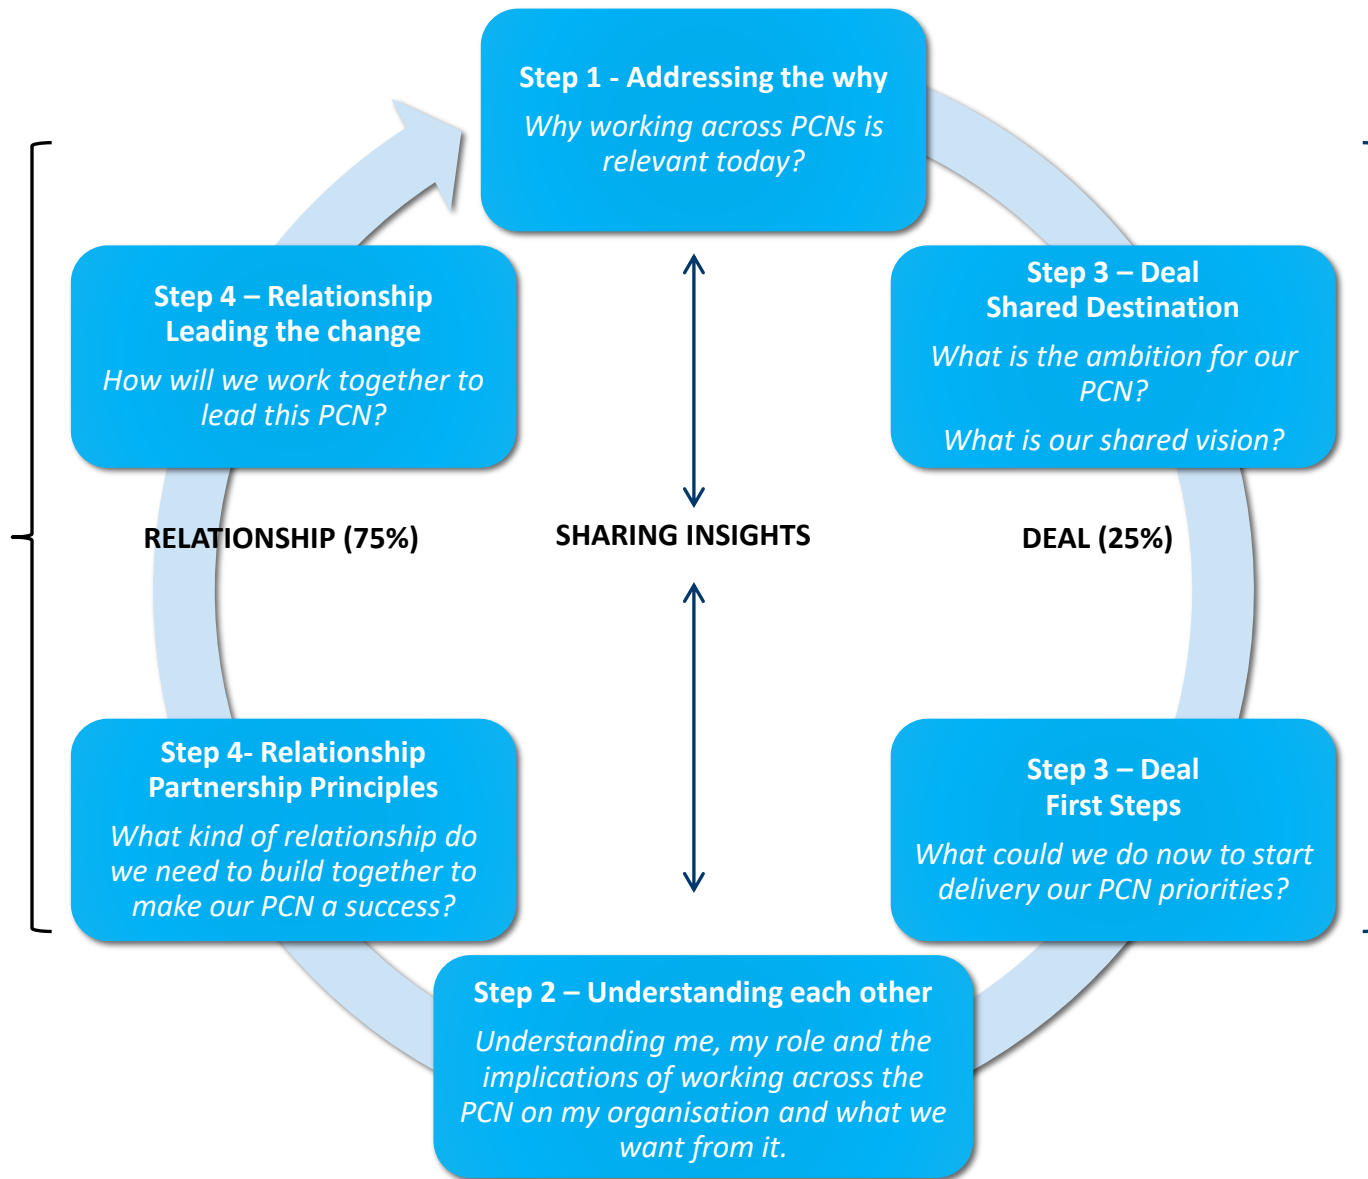 Step 1 - Addressing the why
Why working across PCNs is
relevant today?
Step 4 – Relationship
Leading the change
How will we work together to
lead this PCN?
Step 3 – Deal
Shared Destination
What is the ambition for our
PCN?
What is our shared vision?
RELATIONSHIP (75%)
SHARING INSIGHTS
DEAL (25%)
Step 4- Relationship
Partnership Principles
What kind of relationship do
we need to build together to
make our PCN a success?
Step 3 – Deal
First Steps
What could we do now to start
delivery our PCN priorities?
Step 2 – Understanding each other
Understanding me, my role and the
implications of working across the
PCN on my organisation and what we
want from it.